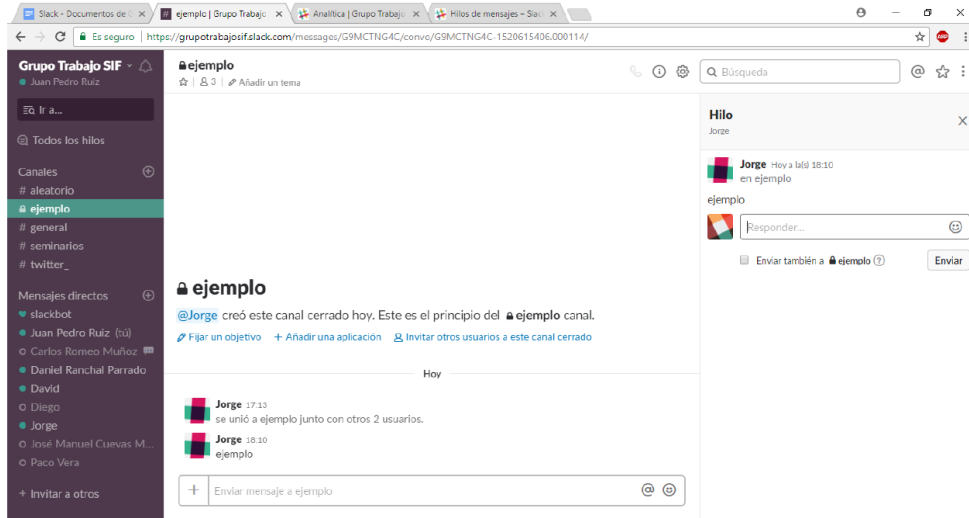 Slack - Documentos de G
ejemplo | Grupo Trabajo
Analítica | Grupo Trabajo
Hilos de mensajes – Slac
Es seguro | https://grupotrabajosif.slack.com/messages/G9MCTNG4C/convo/G9MCTNG4C-1520615406.000114/
ABP
Grupo Trabajo SIF
Juan Pedro Ruiz
Ir a...
Todos los hilos
Canales
# aleatorio
ejemplo
# general
# seminarios
# twitter_
Mensajes directos
slackbot
Juan Pedro Ruiz (tú)
Carlos Romeo Muñoz
Daniel Ranchal Parrado
David
Diego
Jorge
José Manuel Cuevas M...
Paco Vera
+ Invitar a otros
ejemplo
3 | Añadir un tema
Búsqueda
ejemplo
@Jorge creó este canal cerrado hoy. Este es el principio del ejemplo canal.
Fijar un objetivo + Añadir una aplicación Invitar otros usuarios a este canal cerrado
Hoy
Jorge 17:13
se unió a ejemplo junto con otros 2 usuarios.
Jorge 18:10
ejemplo
+ Enviar mensaje a ejemplo @
Hilo
Jorge
Jorge Hoy a la(s) 18:10
en ejemplo
ejemplo
Responder...
Enviar también a ejemplo ?
Enviar